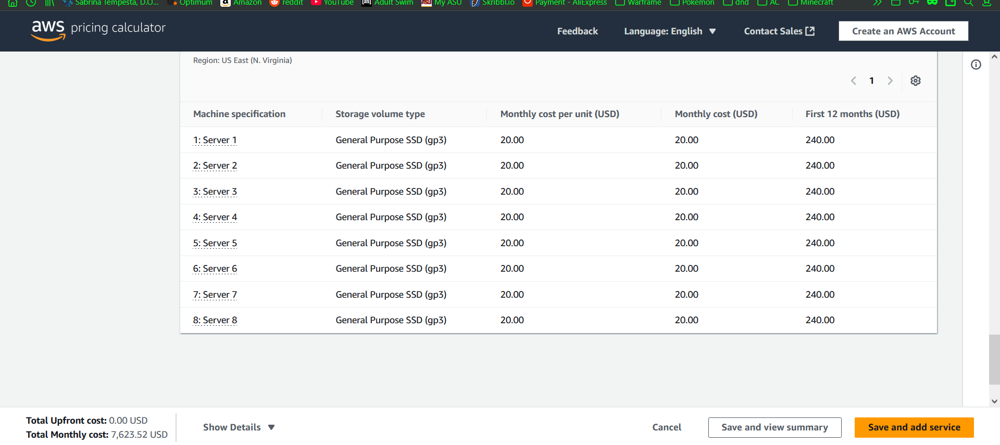 Sabrina Tempesta, D.O... Optimum Amazon reddit YouTube [as] Adult Swim My ASU Skribbl.io Payment - AliExpress Warframe Pokemon dnd AC Minecraft
aws pricing calculator Feedback Language: English Contact Sales Create an AWS Account
Region: US East (N. Virginia)
1
Machine specification Storage volume type Monthly cost per unit (USD) Monthly cost (USD) First 12 months (USD)
1: Server 1 General Purpose SSD (gp3) 20.00 20.00 240.00
2: Server 2 General Purpose SSD (gp3) 20.00 20.00 240.00
3: Server 3 General Purpose SSD (gp3) 20.00 20.00 240.00
4: Server 4 General Purpose SSD (gp3) 20.00 20.00 240.00
5: Server 5 General Purpose SSD (gp3) 20.00 20.00 240.00
6: Server 6 General Purpose SSD (gp3) 20.00 20.00 240.00
7: Server 7 General Purpose SSD (gp3) 20.00 20.00 240.00
8: Server 8 General Purpose SSD (gp3) 20.00 20.00 240.00
Total Upfront cost: 0.00 USD
Total Monthly cost: 7,623.52 USD
Show Details Cancel Save and view summary Save and add service